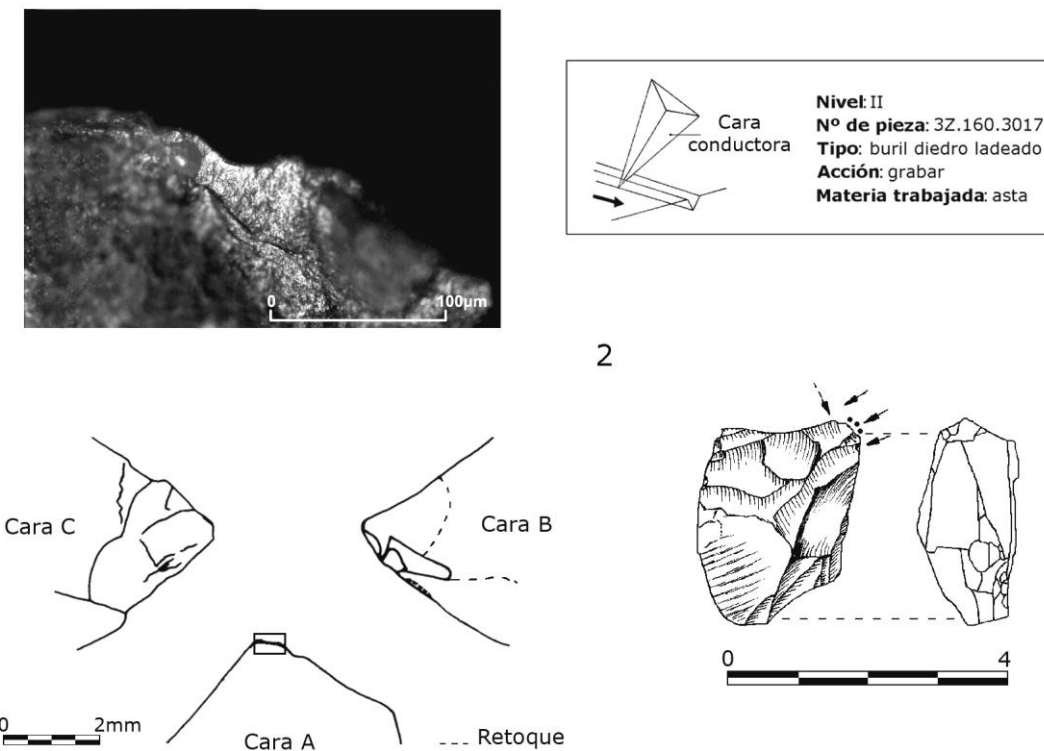 0 100µm
Cara
conductora
Nivel: II
Nº de pieza: 3Z.160.3017
Tipo: buril diedro ladeado
Acción: grabar
Materia trabajada: asta
2
Cara C
Cara B
0 2mm
Cara A
---- Retoque
0 4